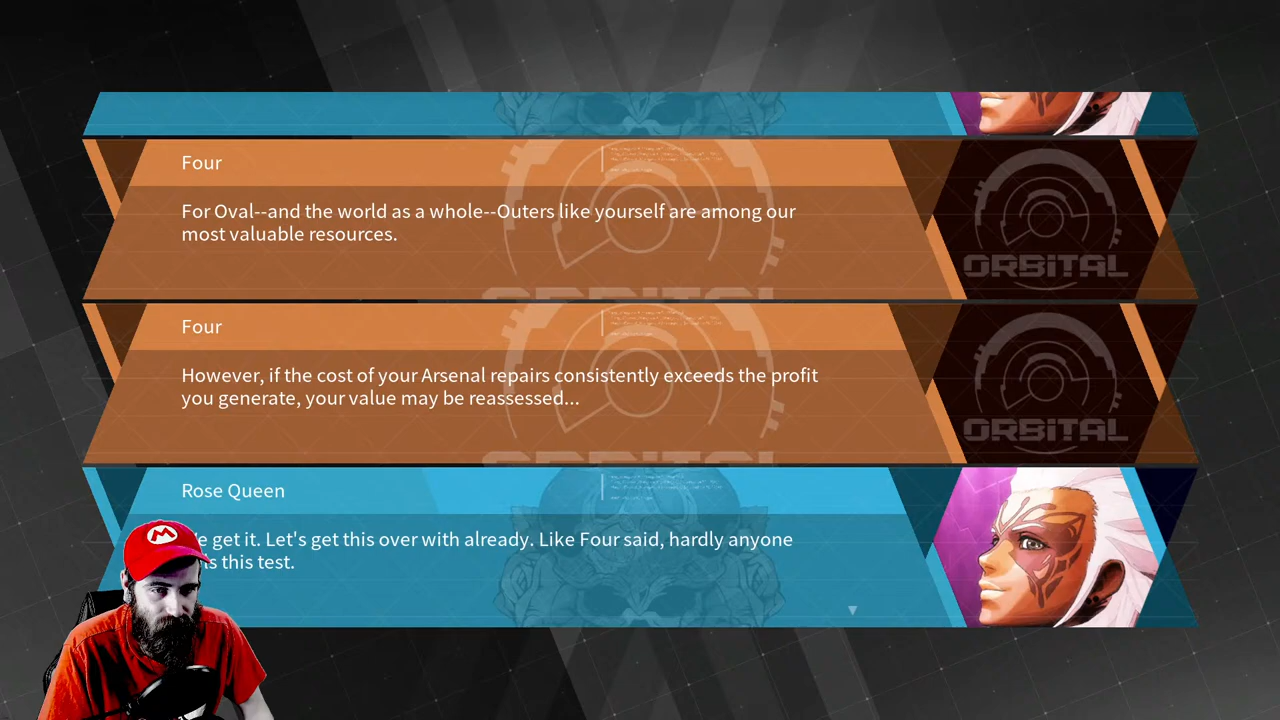 Four
For Oval--and the world as a whole--Outers like yourself are among our
most valuable resources.
ORBITAL
Four
However, if the cost of your Arsenal repairs consistently exceeds the profit
you generate, your value may be reassessed...
ORBITAL
Rose Queen
get it. Let's get this over with already. Like Four said, hardly anyone
this test.